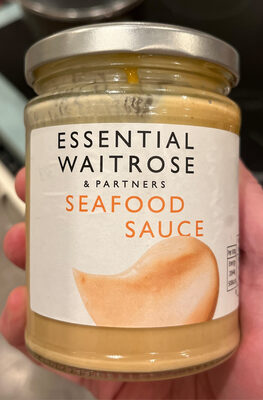 ESSENTIAL
WAITROSE
& PARTNERS
SEAFOOD
SAUCE